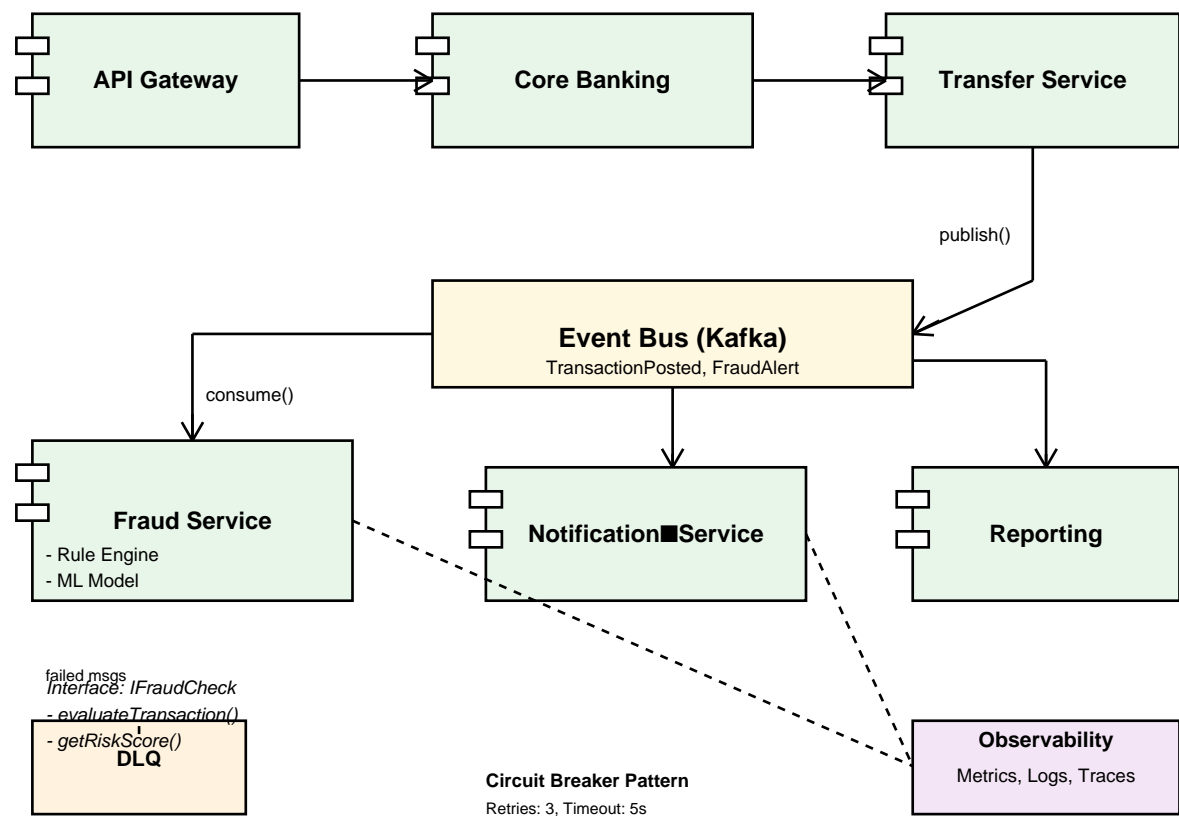 API Gateway
Core Banking
Transfer Service
publish()
Event Bus (Kafka)
TransactionPosted, FraudAlert
consume()
Fraud Service
- Rule Engine
- ML Model
Notification■Service
Reporting
failed msgs
Interface: IFraudCheck
- evaluateTransaction()
- getRiskScore()
DLQ
Observability
Metrics, Logs, Traces
Circuit Breaker Pattern
Retries: 3, Timeout: 5s